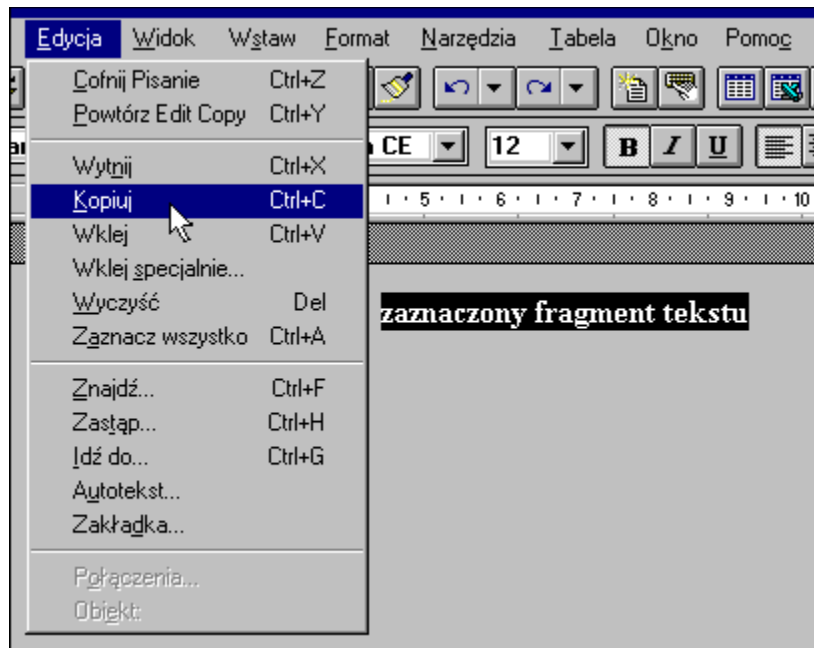 Edycja Widok Wstaw Format Narzędzia Tabela Okno Pomoc
Cofnij Pisanie Ctrl+Z
Powtórz Edit Copy Ctrl+Y
CE 12 B I U
Wytnij Ctrl+X
Kopiuj Ctrl+C
5 6 7 8 9 10
Wklej Ctrl+V
Wklej specjalnie...
Wyczyść Del
zaznaczony fragment tekstu
Zaznacz wszystko Ctrl+A
Znajdź... Ctrl+F
Zastąp... Ctrl+H
Idź do... Ctrl+G
Autotekst...
Zakładka...
Połączenia...
Obiekt: